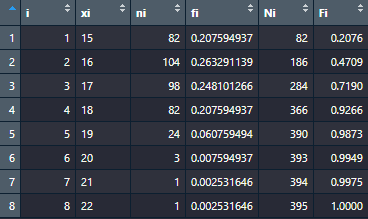 i xi ni fi Ni Fi
1 1 15 82 0.207594937 82 0.2076
2 2 16 104 0.263291139 186 0.4709
3 3 17 98 0.248101266 284 0.7190
4 4 18 82 0.207594937 366 0.9266
5 5 19 24 0.060759494 390 0.9873
6 6 20 3 0.007594937 393 0.9949
7 7 21 1 0.002531646 394 0.9975
8 8 22 1 0.002531646 395 1.0000